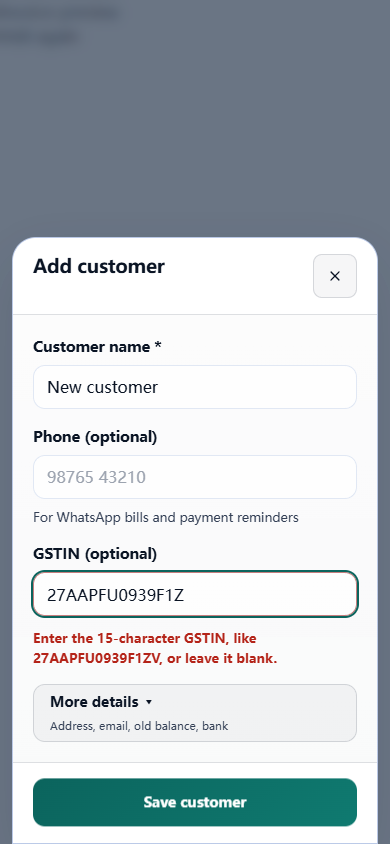 Add customer
×
Customer name *
New customer
Phone (optional)
98765 43210
For WhatsApp bills and payment reminders
GSTIN (optional)
27AAPFU0939F1Z
Enter the 15-character GSTIN, like
27AAPFU0939F1ZV, or leave it blank.
More details ▾
Address, email, old balance, bank
Save customer